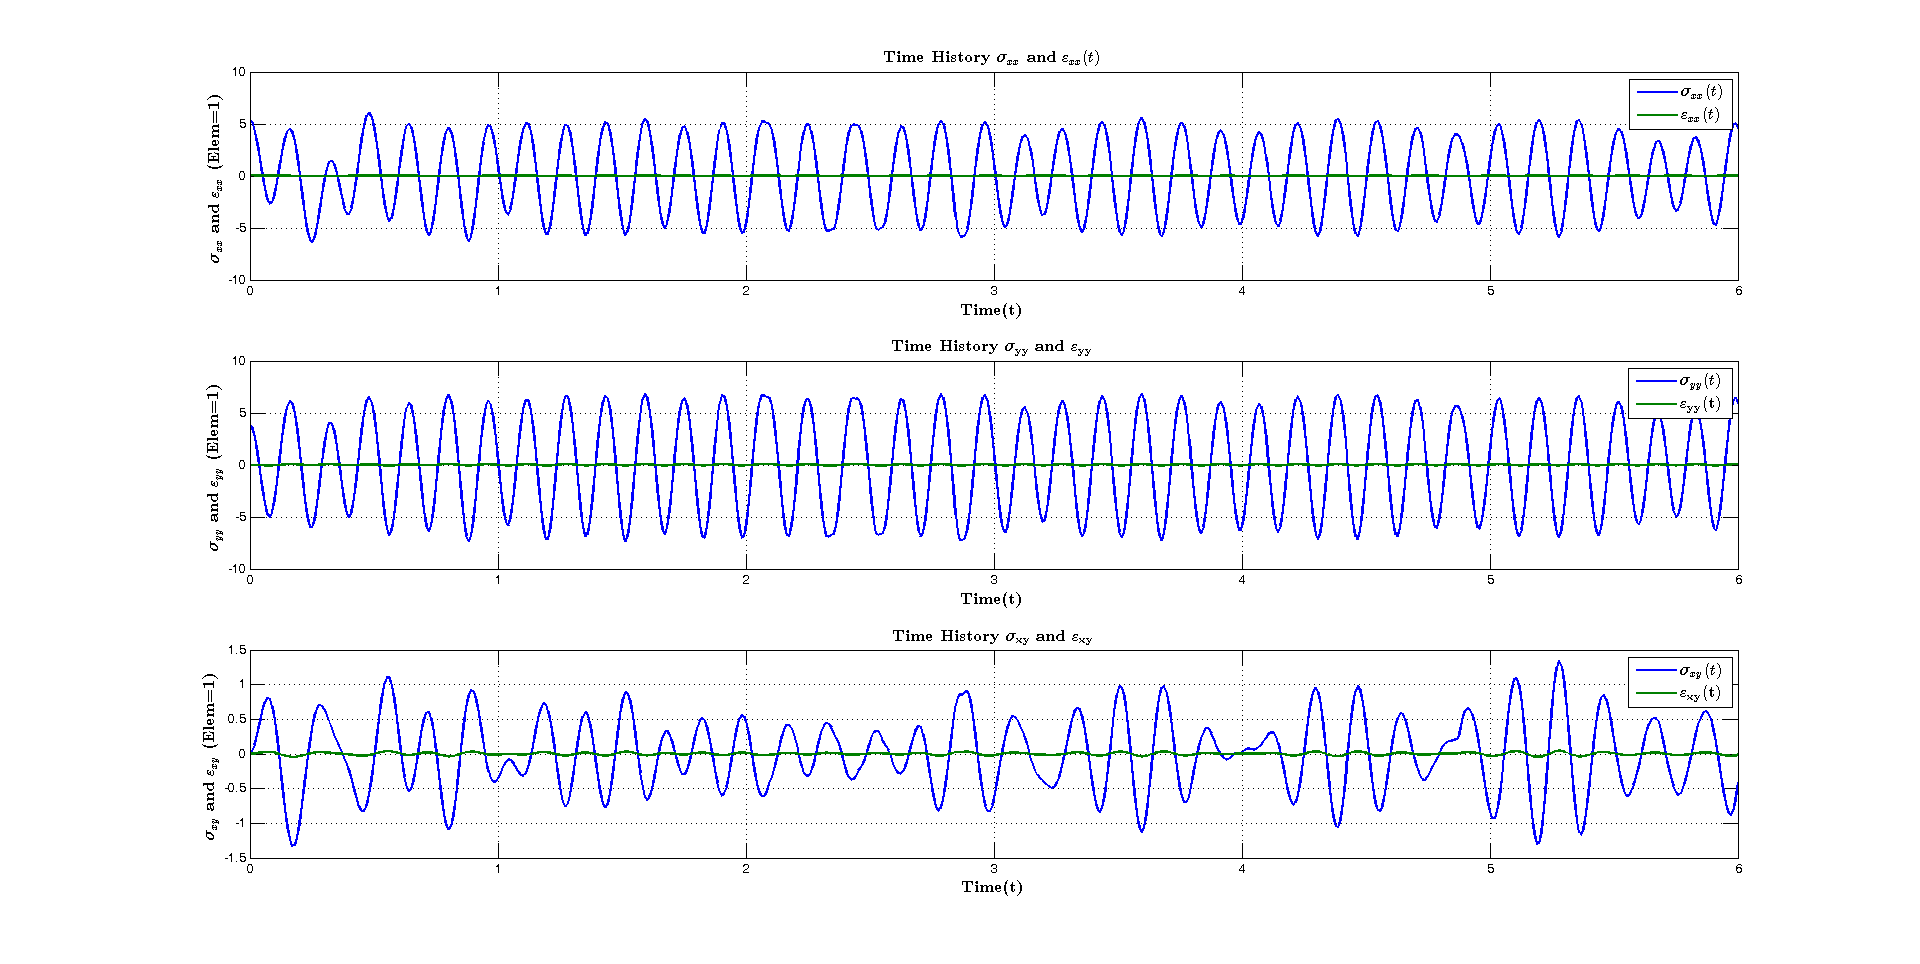 Time History σxx and εxx(t)
σxx and εxx (Elem=1)
10
5
0
-5
-10
0 1 2 3 4 5 6
Time(t)
σxx(t)
εxx(t)
Time History σyy and εyy
σyy and εyy (Elem=1)
10
5
0
-5
-10
0 1 2 3 4 5 6
Time(t)
σyy(t)
εyy(t)
Time History σxy and εxy
σxy and εxy (Elem=1)
1.5
1
0.5
0
-0.5
-1
-1.5
0 1 2 3 4 5 6
Time(t)
σxy(t)
εxy(t)